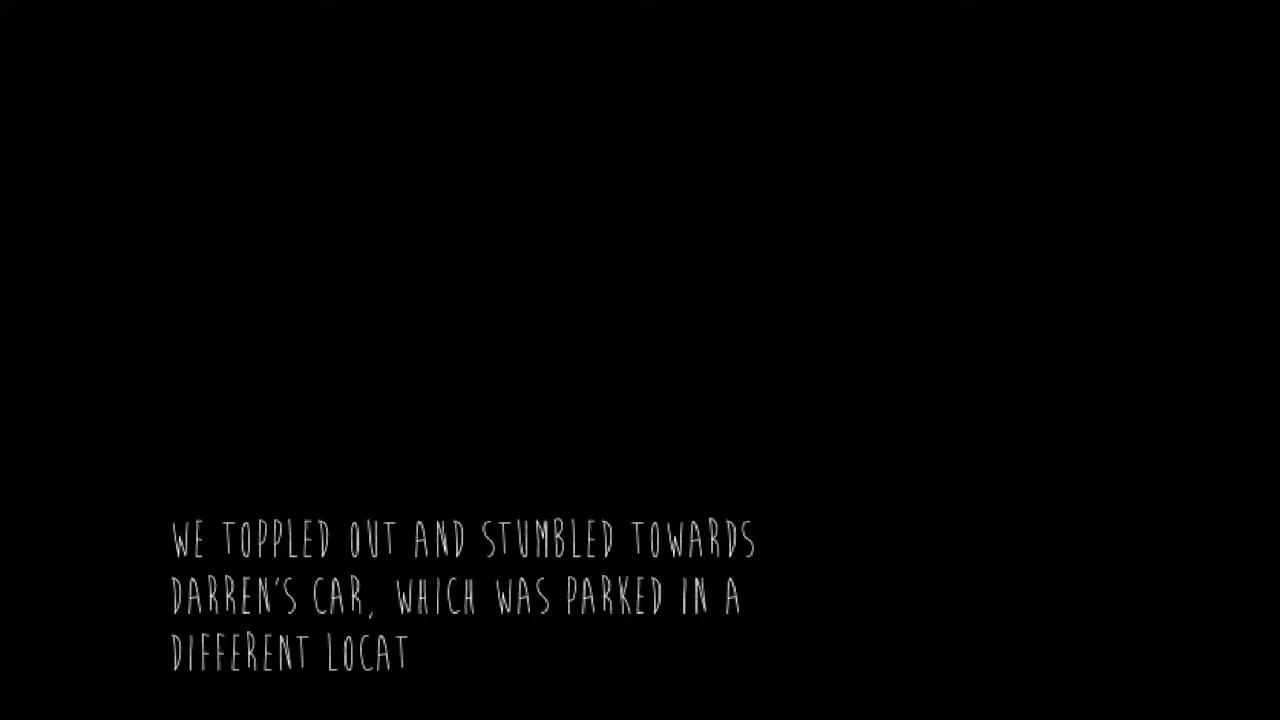 WE TOPPLED OUT AND STUMBLED TOWARDS
DARREN'S CAR, WHICH WAS PARKED IN A
DIFFERENT LOCAT